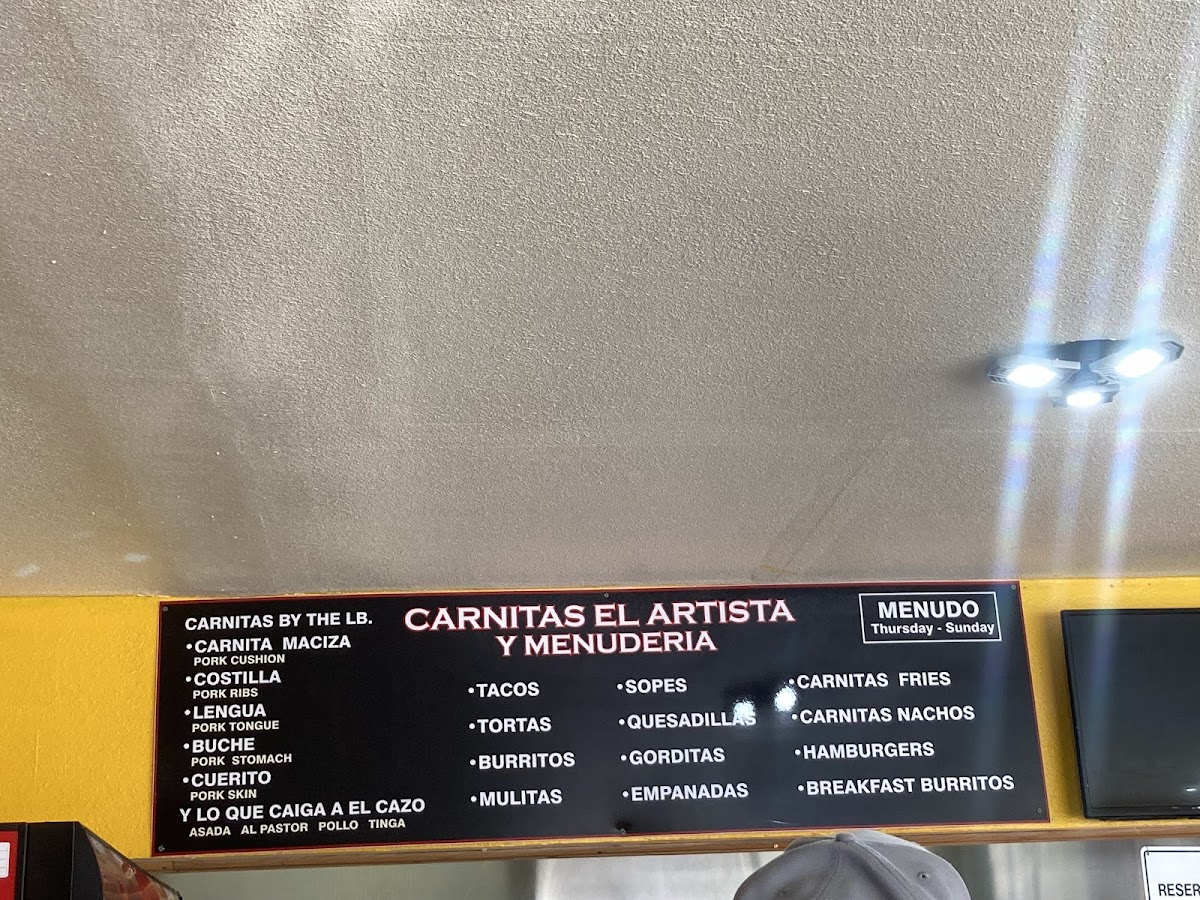 CARNITAS BY THE LB.
• CARNITA MACIZA
PORK CUSHION
• COSTILLA
PORK RIBS
• LENGUA
PORK TONGUE
• BUCHE
PORK STOMACH
• CUERITO
PORK SKIN
Y LO QUE CAIGA A EL CAZO
ASADA AL PASTOR POLLO TINGA
CARNITAS EL ARTISTA
Y MENUDERIA
• TACOS
• TORTAS
• BURRITOS
• MULITAS
• SOPES
• QUESADILLAS
• GORDITAS
• EMPANADAS
MENUDO
Thursday - Sunday
• CARNITAS FRIES
• CARNITAS NACHOS
• HAMBURGERS
• BREAKFAST BURRITOS
RESER